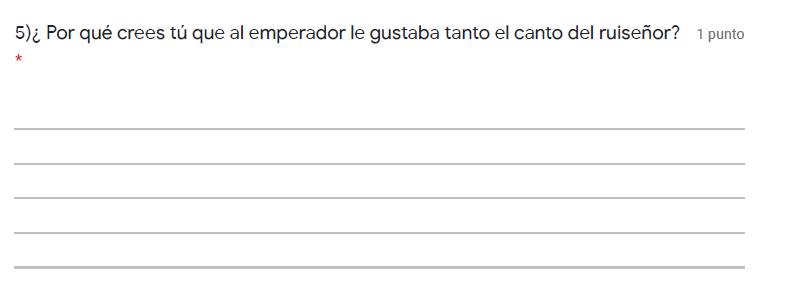 5)¿ Por qué crees tú que al emperador le gustaba tanto el canto del ruiseñor? 1 punto
*